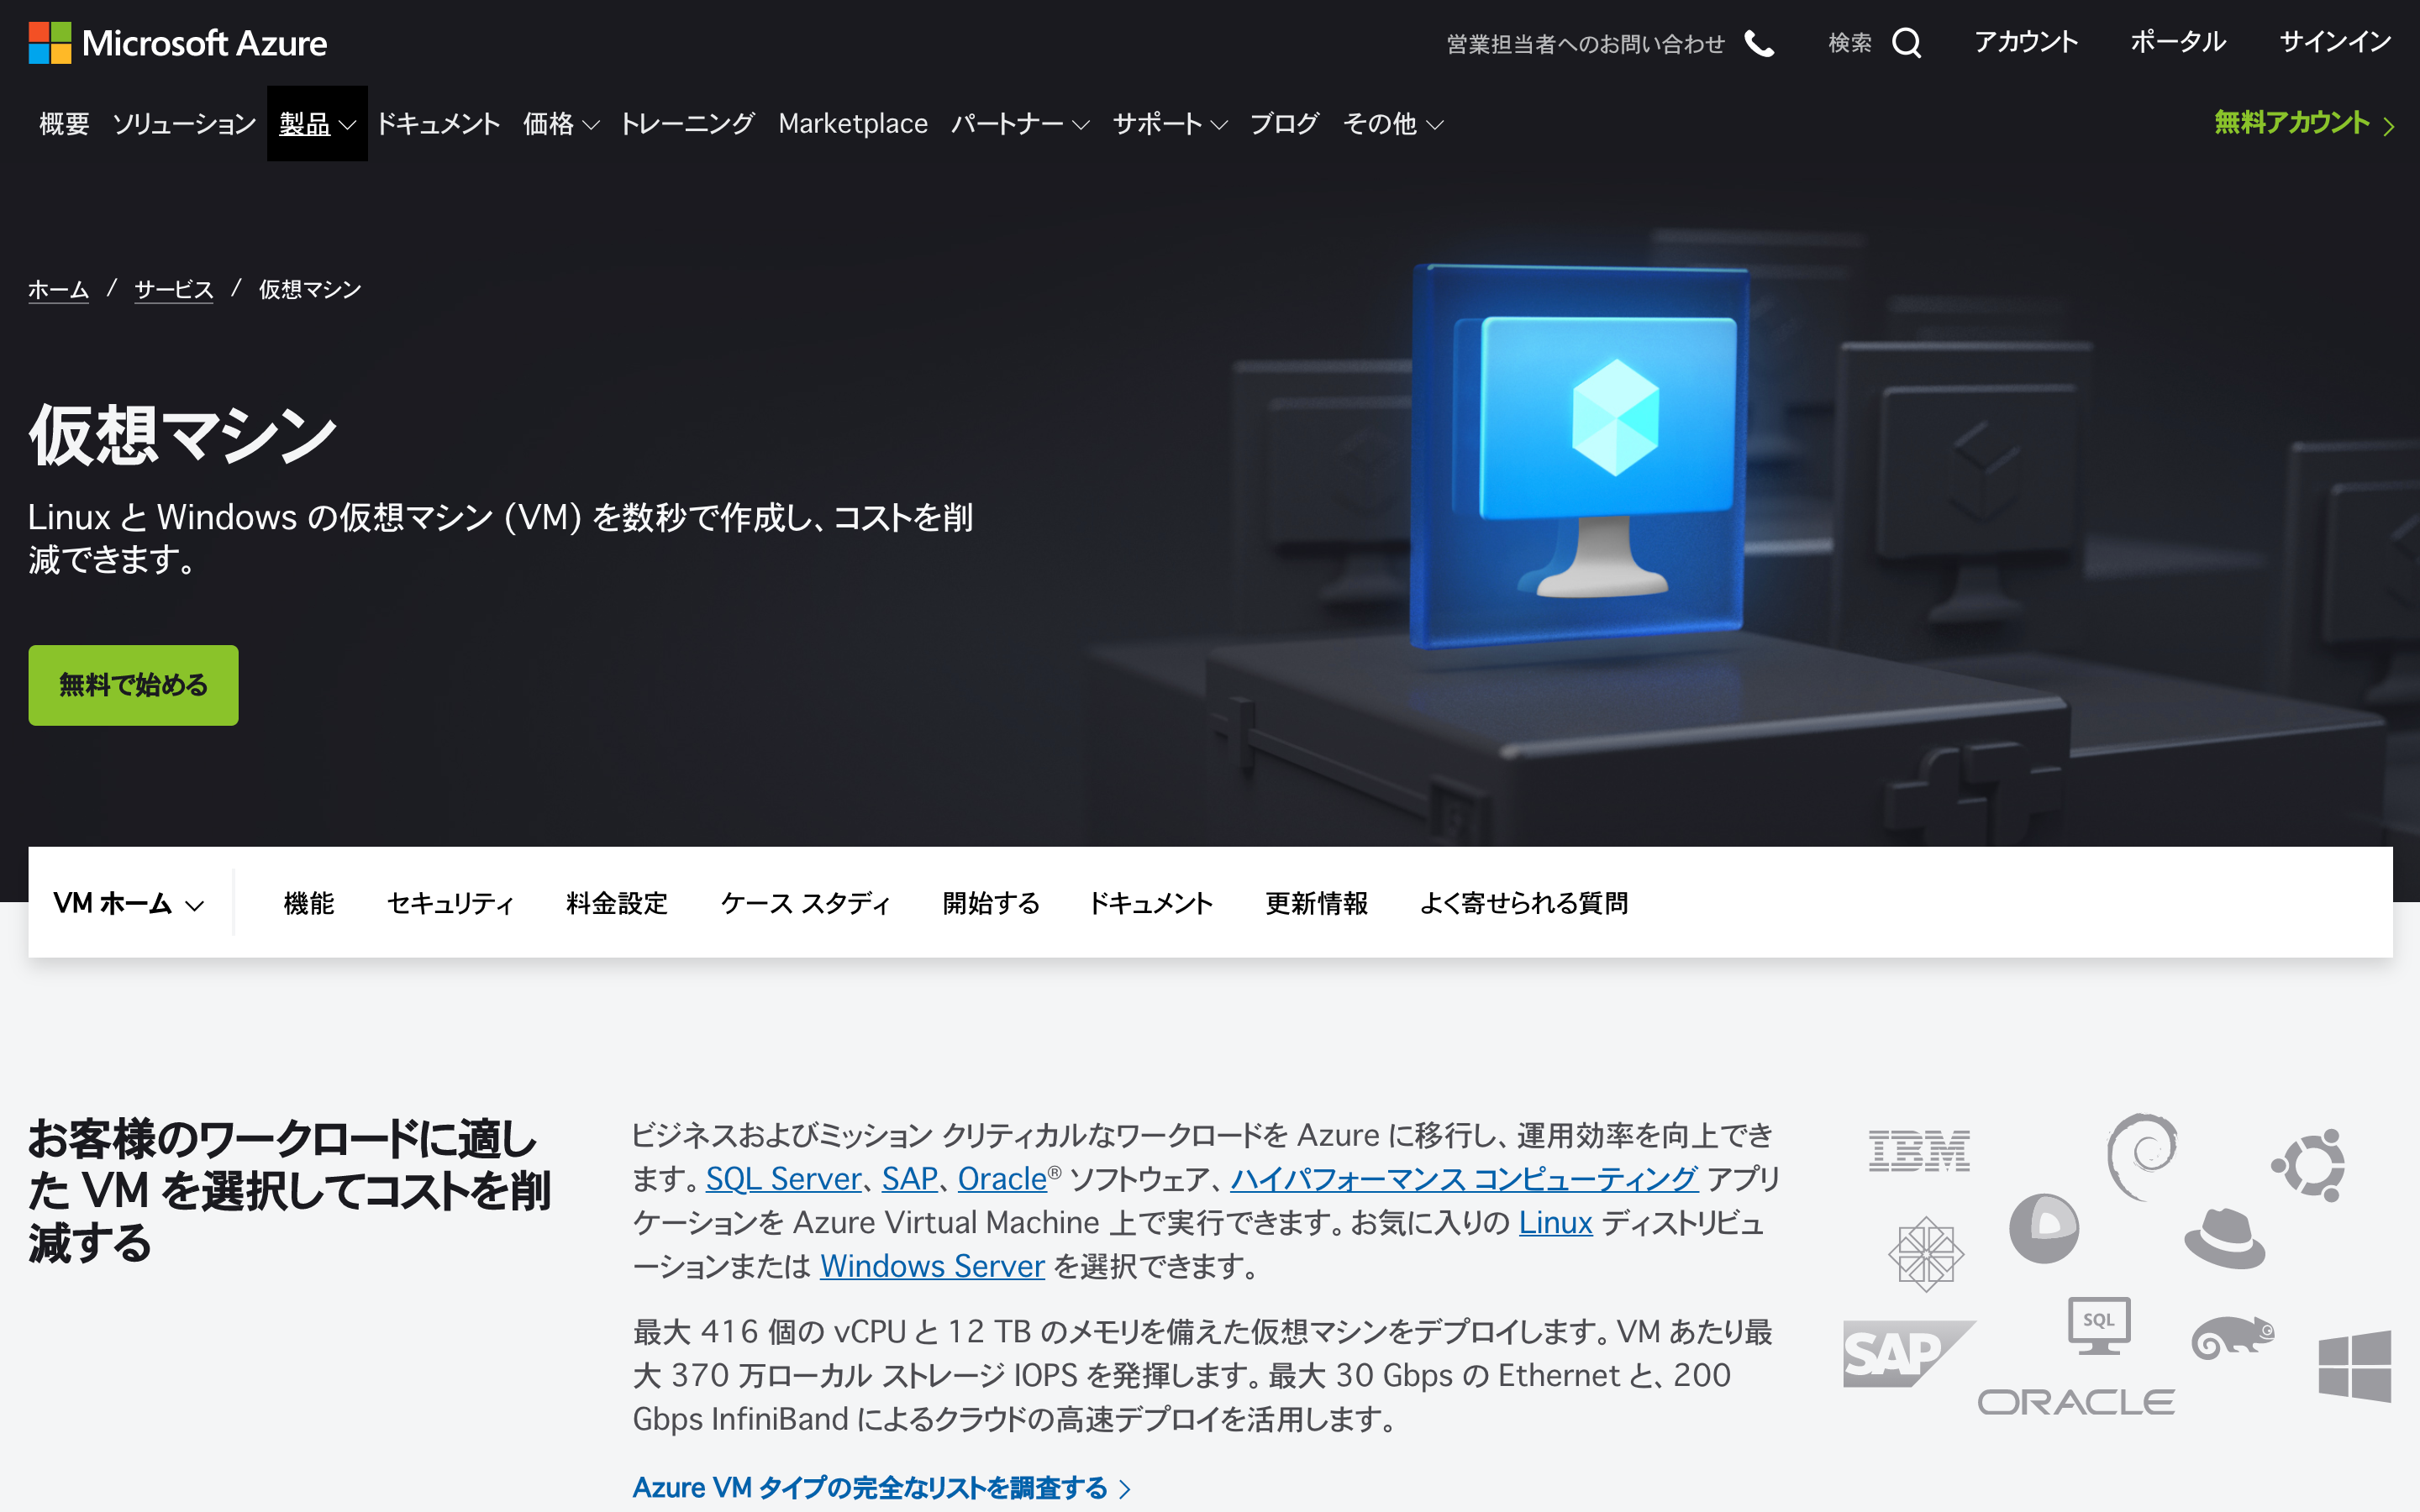 Microsoft Azure
営業担当者へのお問い合わせ
検索
アカウント
ポータル
サインイン
概要
ソリューション
製品
ドキュメント
価格
トレーニング
Marketplace
パートナー
サポート
ブログ
その他
無料アカウント
ホーム / サービス / 仮想マシン
仮想マシン
Linux と Windows の仮想マシン (VM) を数秒で作成し、コストを削
減できます。
無料で始める
VM ホーム
機能
セキュリティ
料金設定
ケース スタディ
開始する
ドキュメント
更新情報
よく寄せられる質問
お客様のワークロードに適し
た VM を選択してコストを削
減する
ビジネスおよびミッション クリティカルなワークロードを Azure に移行し、運用効率を向上でき
ます。SQL Server、SAP、Oracle® ソフトウェア、ハイパフォーマンス コンピューティング アプリ
ケーションを Azure Virtual Machine 上で実行できます。お気に入りの Linux ディストリビュ
ーションまたは Windows Server を選択できます。
最大 416 個の vCPU と 12 TB のメモリを備えた仮想マシンをデプロイします。VM あたり最
大 370 万ローカル ストレージ IOPS を発揮します。最大 30 Gbps の Ethernet と、200
Gbps InfiniBand によるクラウドの高速デプロイを活用します。
Azure VM タイプの完全なリストを調査する
IBM
SQL
SAP
ORACLE